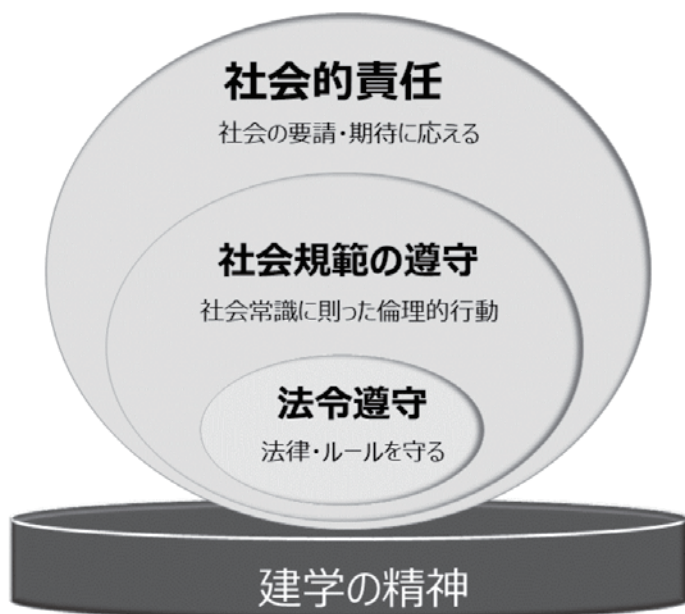 社会的責任
社会の要請・期待に応える
社会規範の遵守
社会常識に則った倫理的行動
法令遵守
法律・ルールを守る
建学の精神